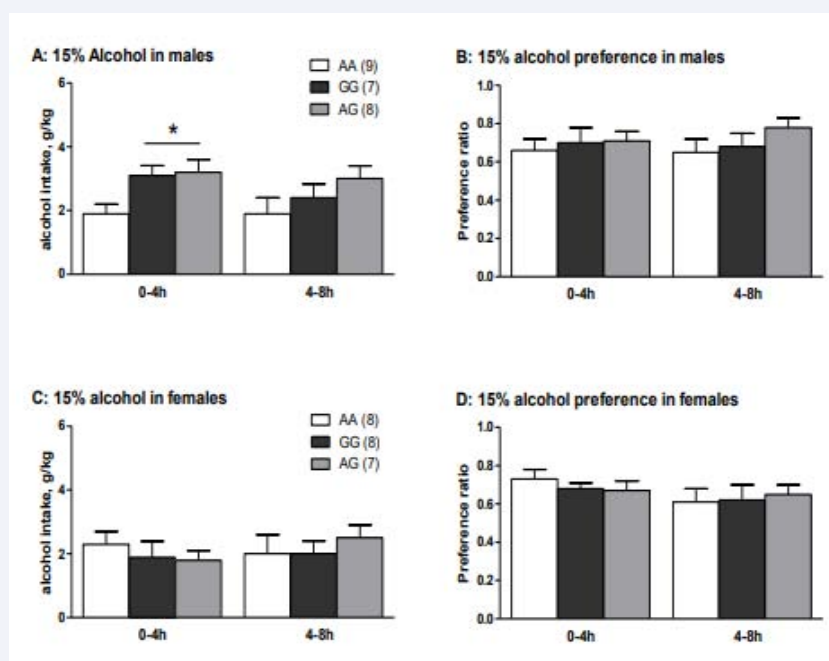 A: 15% Alcohol in males
AA (9)
GG (7)
AG (8)
alcohol intake, g/kg
6
4
2
0
*
0-4h
4-8h
B: 15% alcohol preference in males
Preference ratio
1.0
0.8
0.6
0.4
0.2
0.0
0-4h
4-8h
C: 15% alcohol in females
AA (8)
GG (8)
AG (7)
alcohol intake, g/kg
6
4
2
0
0-4h
4-8h
D: 15% alcohol preference in females
Preference ratio
1.0
0.8
0.6
0.4
0.2
0.0
0-4h
4-8h